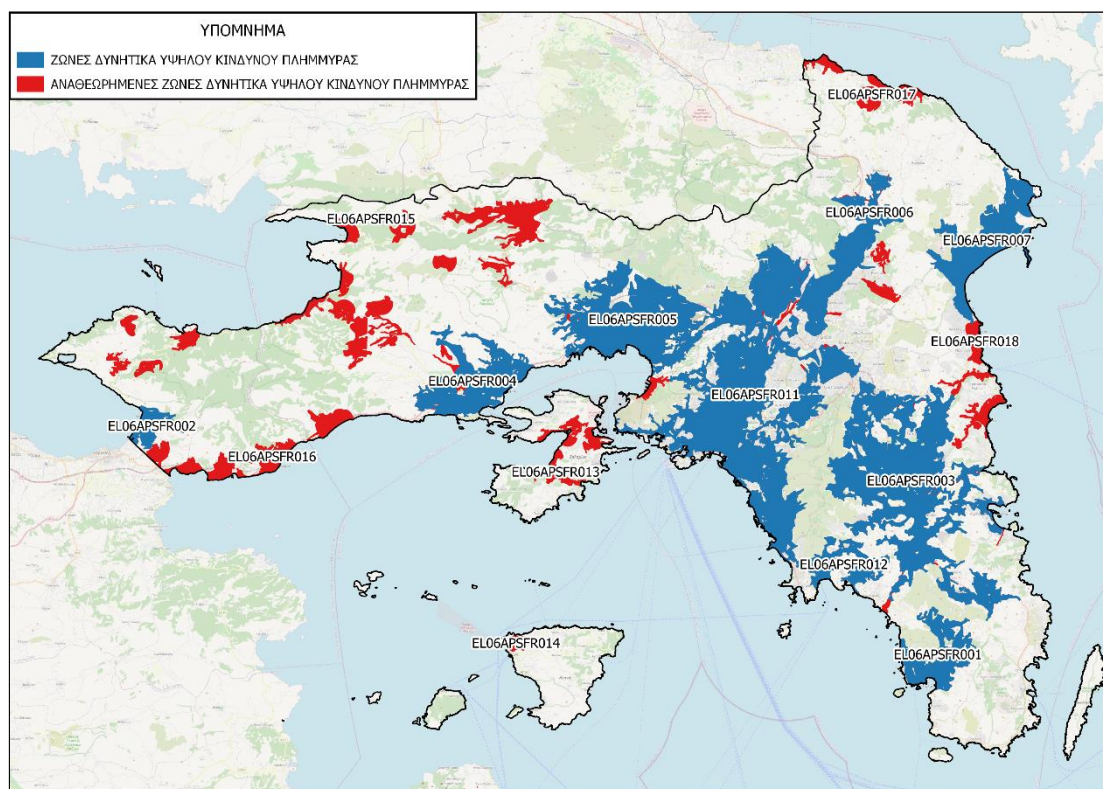 ΥΠΟΜΝΗΜΑ
ΖΩΝΕΣ ΔΥΝΗΤΙΚΑ ΥΨΗΛΟΥ ΚΙΝΔΥΝΟΥ ΠΛΗΜΜΥΡΑΣ
ΑΝΑΘΕΩΡΗΜΕΝΕΣ ΖΩΝΕΣ ΔΥΝΗΤΙΚΑ ΥΨΗΛΟΥ ΚΙΝΔΥΝΟΥ ΠΛΗΜΜΥΡΑΣ
EL06APSFR017
EL06APSFR015
EL06APSFR006
EL06APSFR007
EL06APSFR005
EL06APSFR018
EL06APSFR004
EL06APSFR011
EL06APSFR002
EL06APSFR016
EL06APSFR013
EL06APSFR003
EL06APSFR012
EL06APSFR014
EL06APSFR001